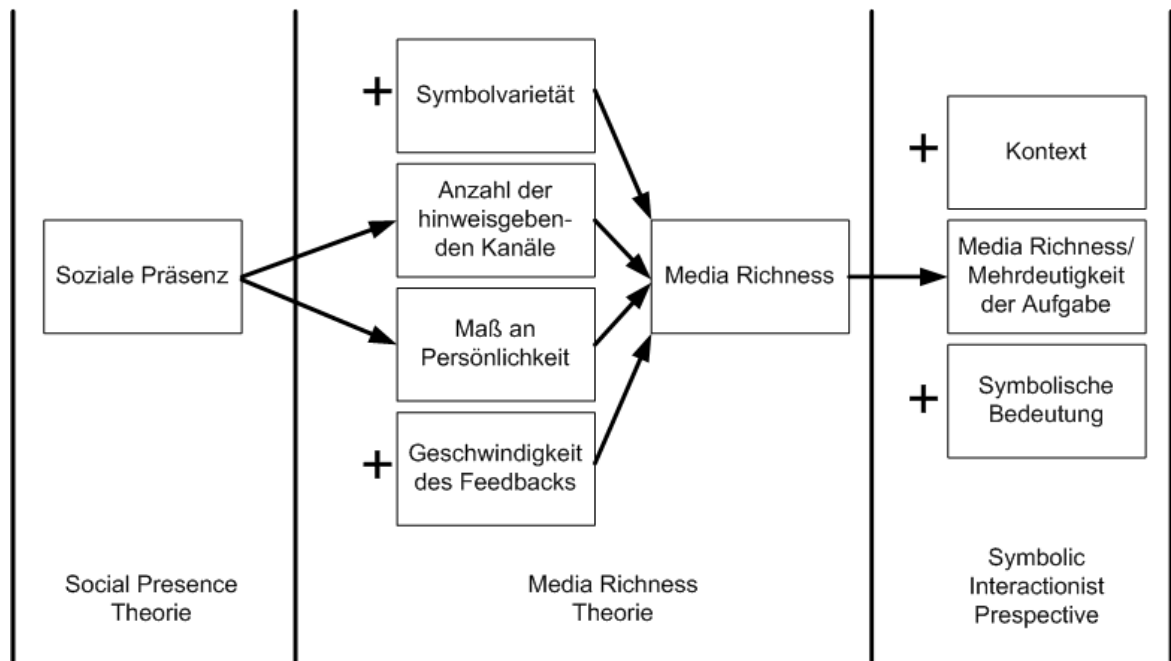 Soziale Präsenz
Social Presence
Theorie
+
Symbolvarietät
Anzahl der
hinweisgeben-
den Kanäle
Maß an
Persönlichkeit
+
Geschwindigkeit
des Feedbacks
Media Richness
Media Richness
Theorie
+
Kontext
Media Richness/
Mehrdeutigkeit
der Aufgabe
+
Symbolische
Bedeutung
Symbolic
Interactionist
Prespective